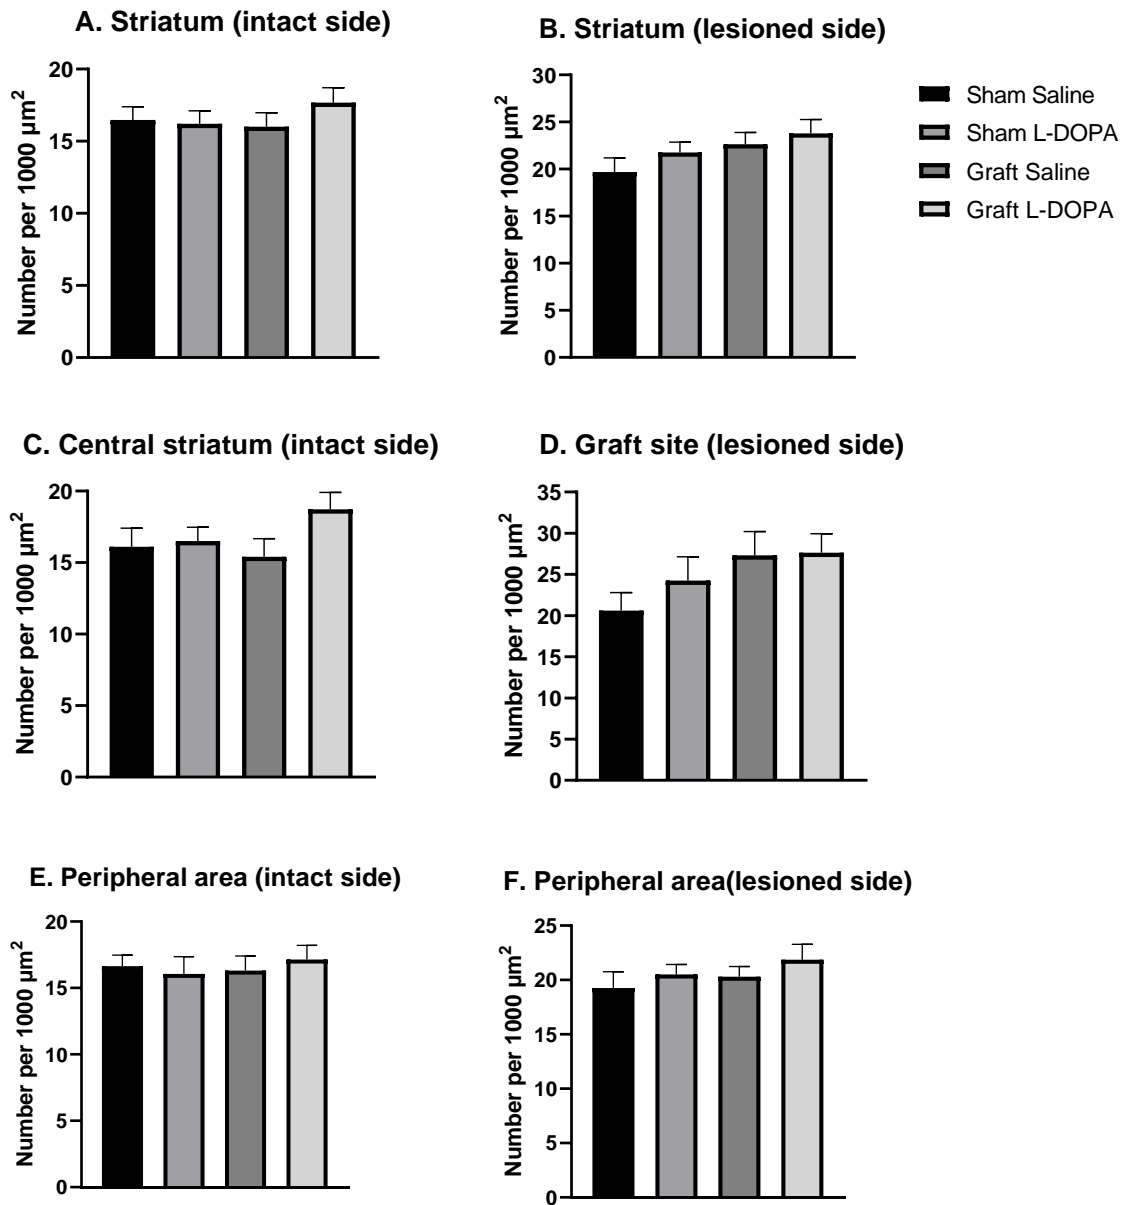 A. Striatum (intact side)
Number per 1000 µm²
20
15
10
5
0
B. Striatum (lesioned side)
Number per 1000 µm²
30
25
20
15
10
5
0
Sham Saline
Sham L-DOPA
Graft Saline
Graft L-DOPA
C. Central striatum (intact side)
Number per 1000 µm²
20
15
10
5
0
D. Graft site (lesioned side)
Number per 1000 µm²
35
30
25
20
15
10
5
0
E. Peripheral area (intact side)
Number per 1000 µm²
20
15
10
5
0
F. Peripheral area(lesioned side)
Number per 1000 µm²
25
20
15
10
5
0